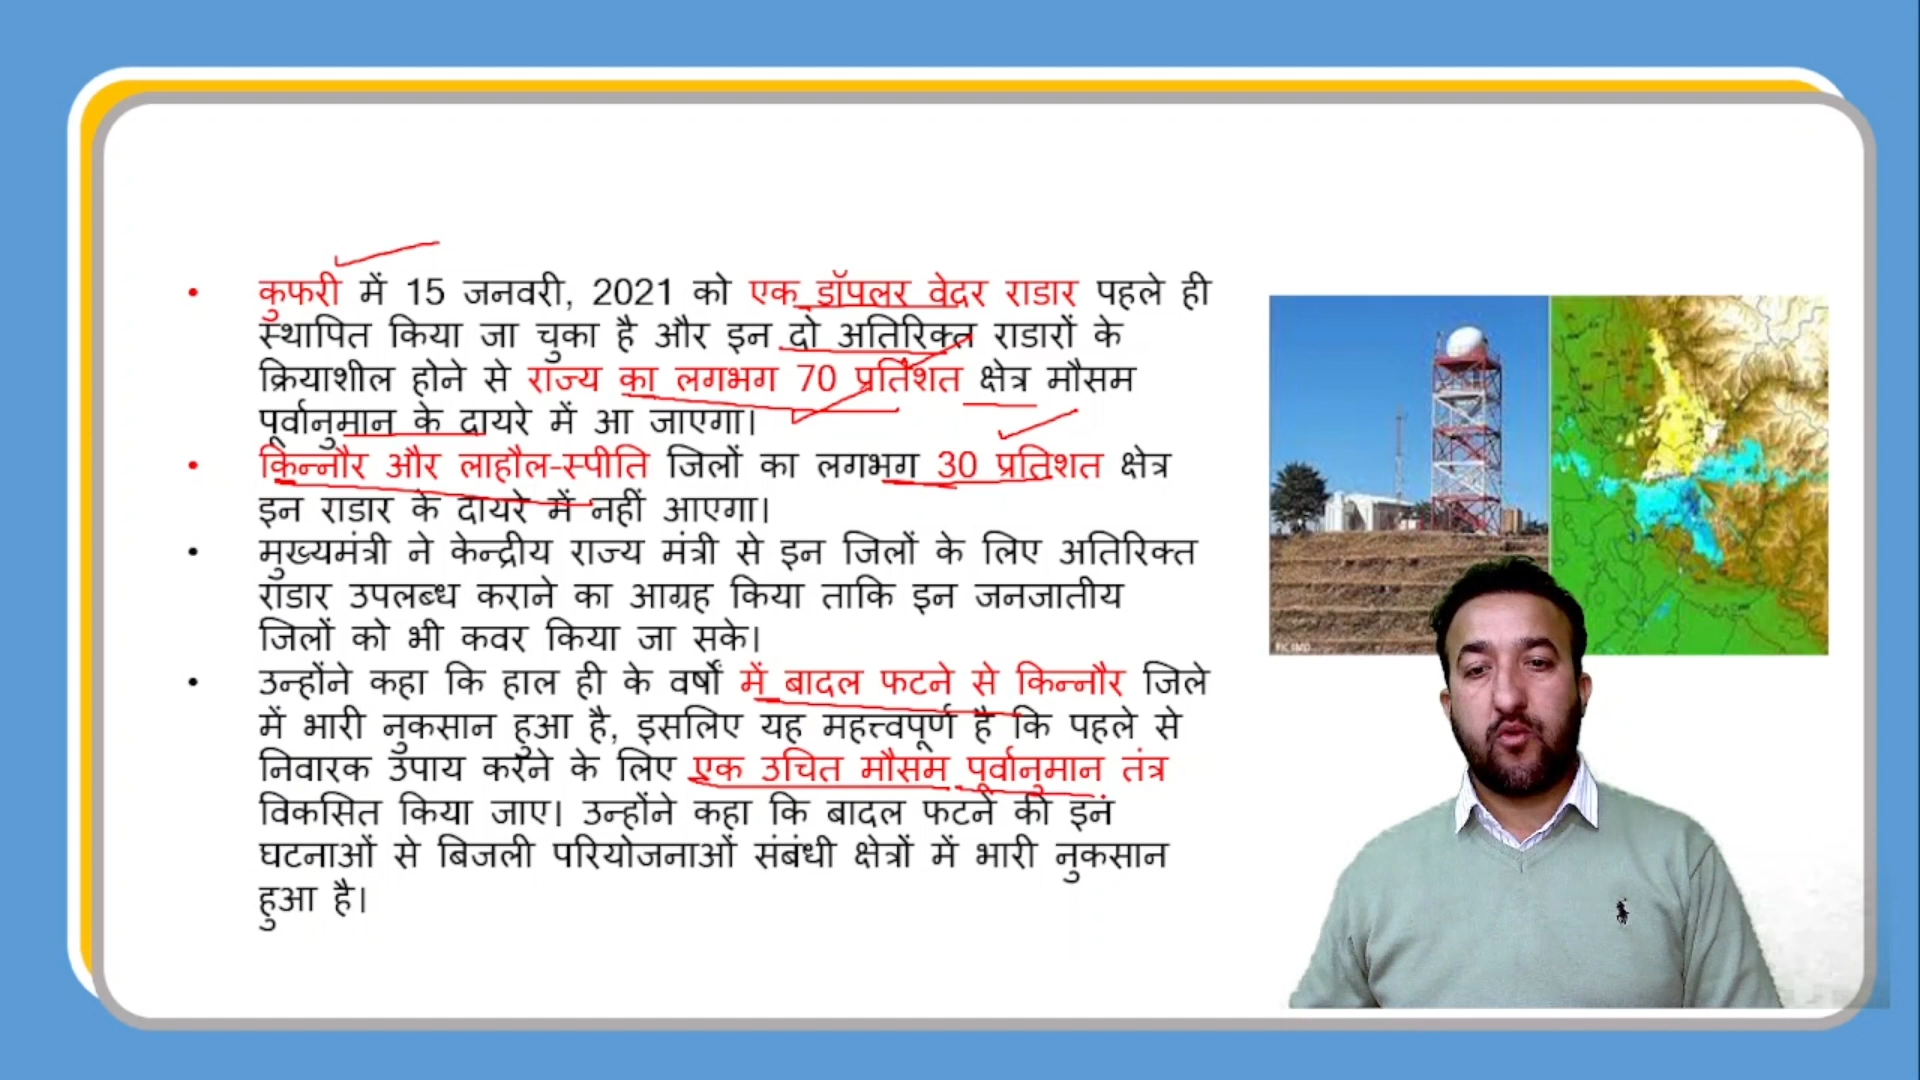 कुफरी में 15 जनवरी, 2021 को एक डॉपलर वेदर राडार पहले ही
स्थापित किया जा चुका है और इन दो अतिरिक्त राडारों के
क्रियाशील होने से राज्य का लगभग 70 प्रतिशत क्षेत्र मौसम
पूर्वानुमान के दायरे में आ जाएगा।
किन्नौर और लाहौल-स्पीति जिलों का लगभग 30 प्रतिशत क्षेत्र
इन राडार के दायरे में नहीं आएगा।
मुख्यमंत्री ने केन्द्रीय राज्य मंत्री से इन जिलों के लिए अतिरिक्त
राडार उपलब्ध कराने का आग्रह किया ताकि इन जनजातीय
जिलों को भी कवर किया जा सके।
उन्होंने कहा कि हाल ही के वर्षों में बादल फटने से किन्नौर जिले
में भारी नुकसान हुआ है, इसलिए यह महत्त्वपूर्ण है कि पहले से
निवारक उपाय करने के लिए एक उचित मौसम पूर्वानुमान तंत्र
विकसित किया जाए। उन्होंने कहा कि बादल फटने की इन
घटनाओं से बिजली परियोजनाओं संबंधी क्षेत्रों में भारी नुकसान
हुआ है।
PIC IMD